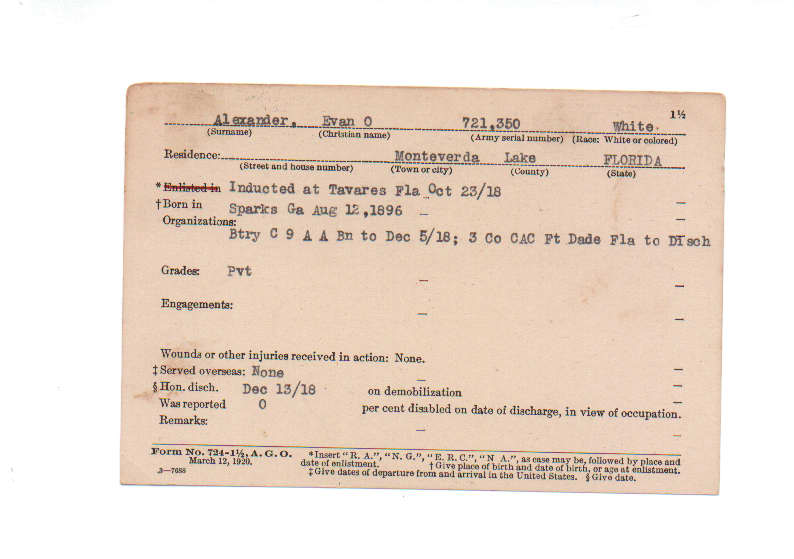 1½
Alexander, Evan O 721,350 White.
(Surname) (Christian name) (Army serial number) (Race: White or colored)
Residence: Monteverda Lake FLORIDA
(Street and house number) (Town or city) (County) (State)
* Enlisted in Inducted at Tavares Fla Oct 23/18
† Born in Sparks Ga Aug 12,1896
Organizations:
Btry C 9 A A Bn to Dec 5/18; 3 Co CAC Ft Dade Fla to Disch
Grades: Pvt
Engagements:
Wounds or other injuries received in action: None.
‡ Served overseas: None
§ Hon. disch. Dec 13/18 on demobilization
Was reported 0 per cent disabled on date of discharge, in view of occupation.
Remarks:
Form No. 724-1½, A. G. O. *Insert "R. A.", "N. G.", "E. R. C.", "N A.", as case may be, followed by place and
March 12, 1920. date of enlistment. † Give place of birth and date of birth, or age at enlistment.
3—7688 ‡ Give dates of departure from and arrival in the United States. § Give date.